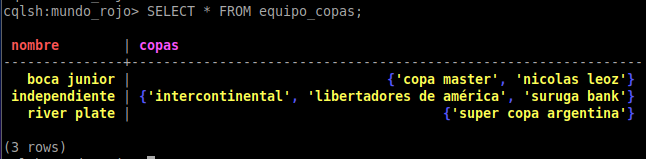 cqlsh:mundo_rojo> SELECT * FROM equipo_copas;
nombre | copas
---------------+----------------------------------------------------------------
boca junior | {'copa master', 'nicolas leoz'}
independiente | {'intercontinental', 'libertadores de américa', 'suruga bank'}
river plate | {'super copa argentina'}
(3 rows)